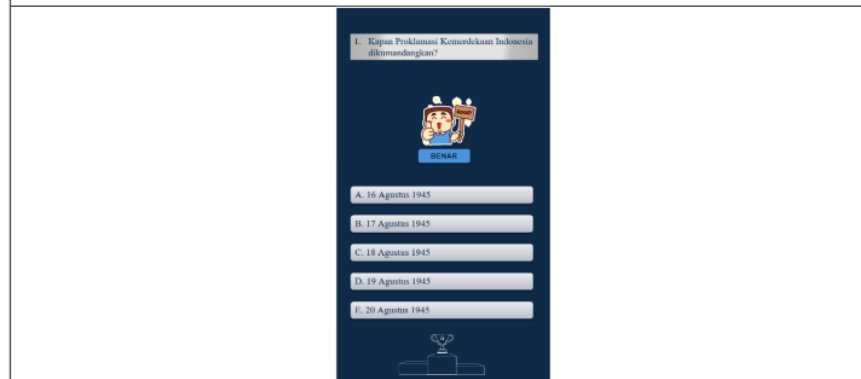 1. Kapan Proklamasi Kemerdekaan Indonesia
dikumandangkan?
BENAR
A. 16 Agustus 1945
B. 17 Agustus 1945
C. 18 Agustus 1945
D. 19 Agustus 1945
E. 20 Agustus 1945